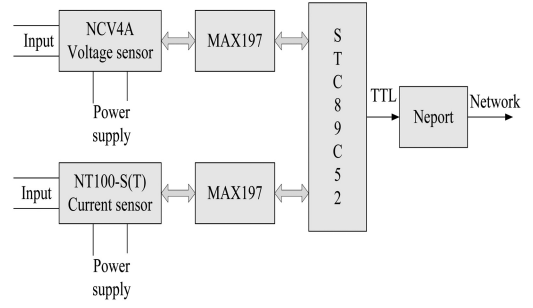 Input
NCV4A
Voltage sensor
MAX197
Power
supply
Input
NT100-S(T)
Current sensor
MAX197
Power
supply
S
T
C
8
9
C
5
2
TTL
Neport
Network